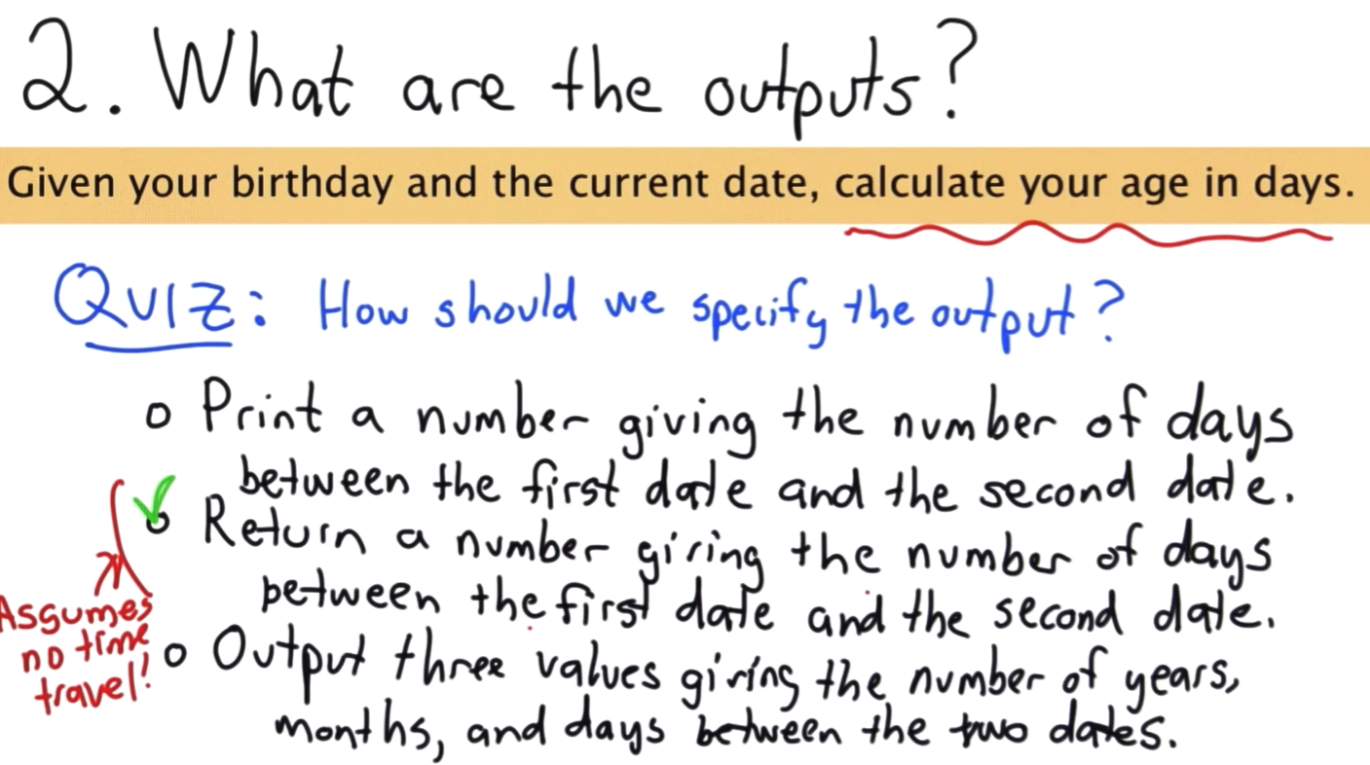 2. What are the outputs?
Given your birthday and the current date, calculate your age in days.
QUIZ: How should we specify the output?
o Print a number giving the number of days
between the first date and the second date.
o Return a number giving the number of days
between the first date and the second date.
Assumes
no time
travel!
o Output three values giving the number of years,
months, and days between the two dates.